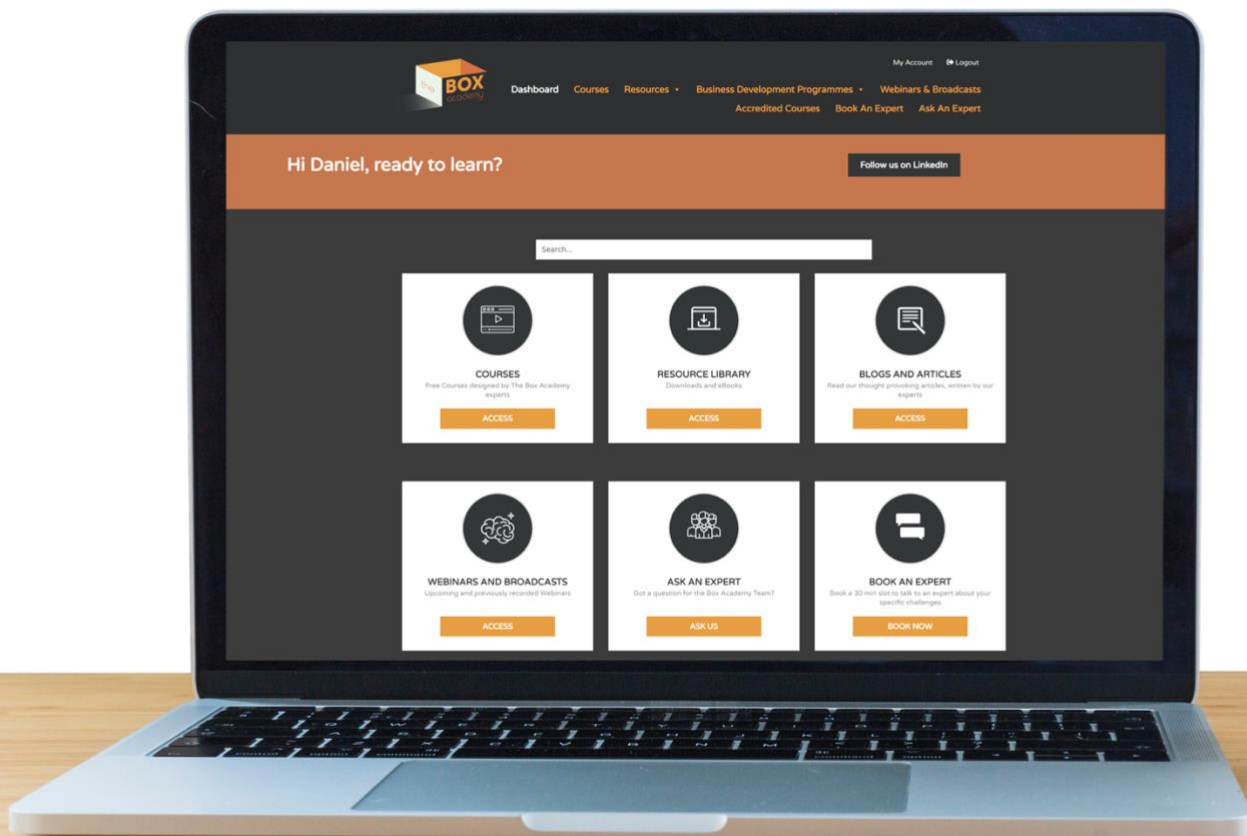 the BOX
academy
My Account Logout
Dashboard Courses Resources Business Development Programmes Webinars & Broadcasts
Accredited Courses Book An Expert Ask An Expert
Hi Daniel, ready to learn?
Follow us on LinkedIn
Search...
COURSES
Free Courses designed by The Box Academy
experts
ACCESS
RESOURCE LIBRARY
Downloads and eBooks
ACCESS
BLOGS AND ARTICLES
Read our thought provoking articles, written by our
experts
ACCESS
WEBINARS AND BROADCASTS
Upcoming and previously recorded Webinars
ACCESS
ASK AN EXPERT
Got a question for the Box Academy Team?
ASK US
BOOK AN EXPERT
Book a 30 min slot to talk to an expert about your
specific challenges
BOOK NOW
control option command
command option